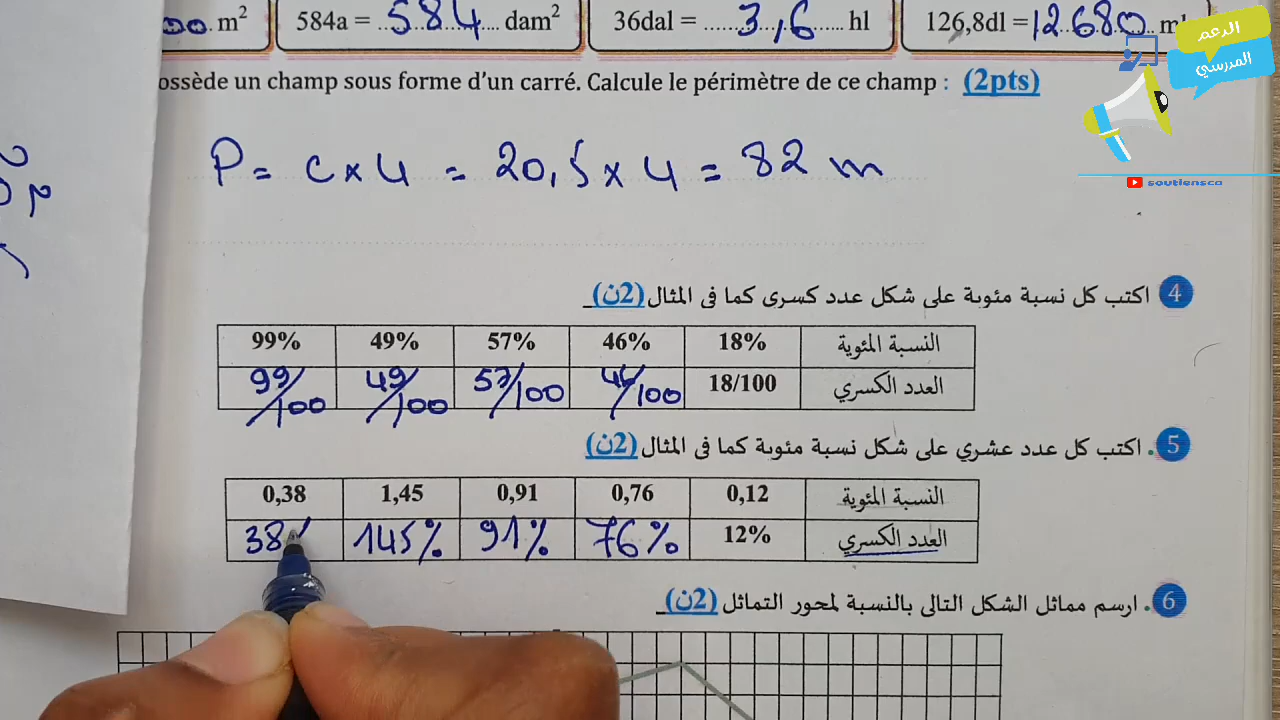 00 m²
584a = 584 dam²
36dal = 3,6 hl
126,8dl = 12680
الدعم
المدرسي
soutiensco
ossède un champ sous forme d'un carré. Calcule le périmètre de ce champ : (2pts)
P = c x 4 = 20,5 x 4 = 82 m
4 اكتب كل نسبة مئوية على شكل عدد كسري كما في المثال (2ن)
99% 49% 57% 46% 18% النسبة المئوية
99/100 49/100 57/100 46/100 18/100 العدد الكسري
5 . اكتب كل عدد عشري على شكل نسبة مئوية كما في المثال (2ن)
0,38 1,45 0,91 0,76 0,12 النسبة المئوية
38 145% 91% 76% 12% العدد الكسري
6 . ارسم مماثل الشكل التالي بالنسبة لمحور التماثل (2ن)